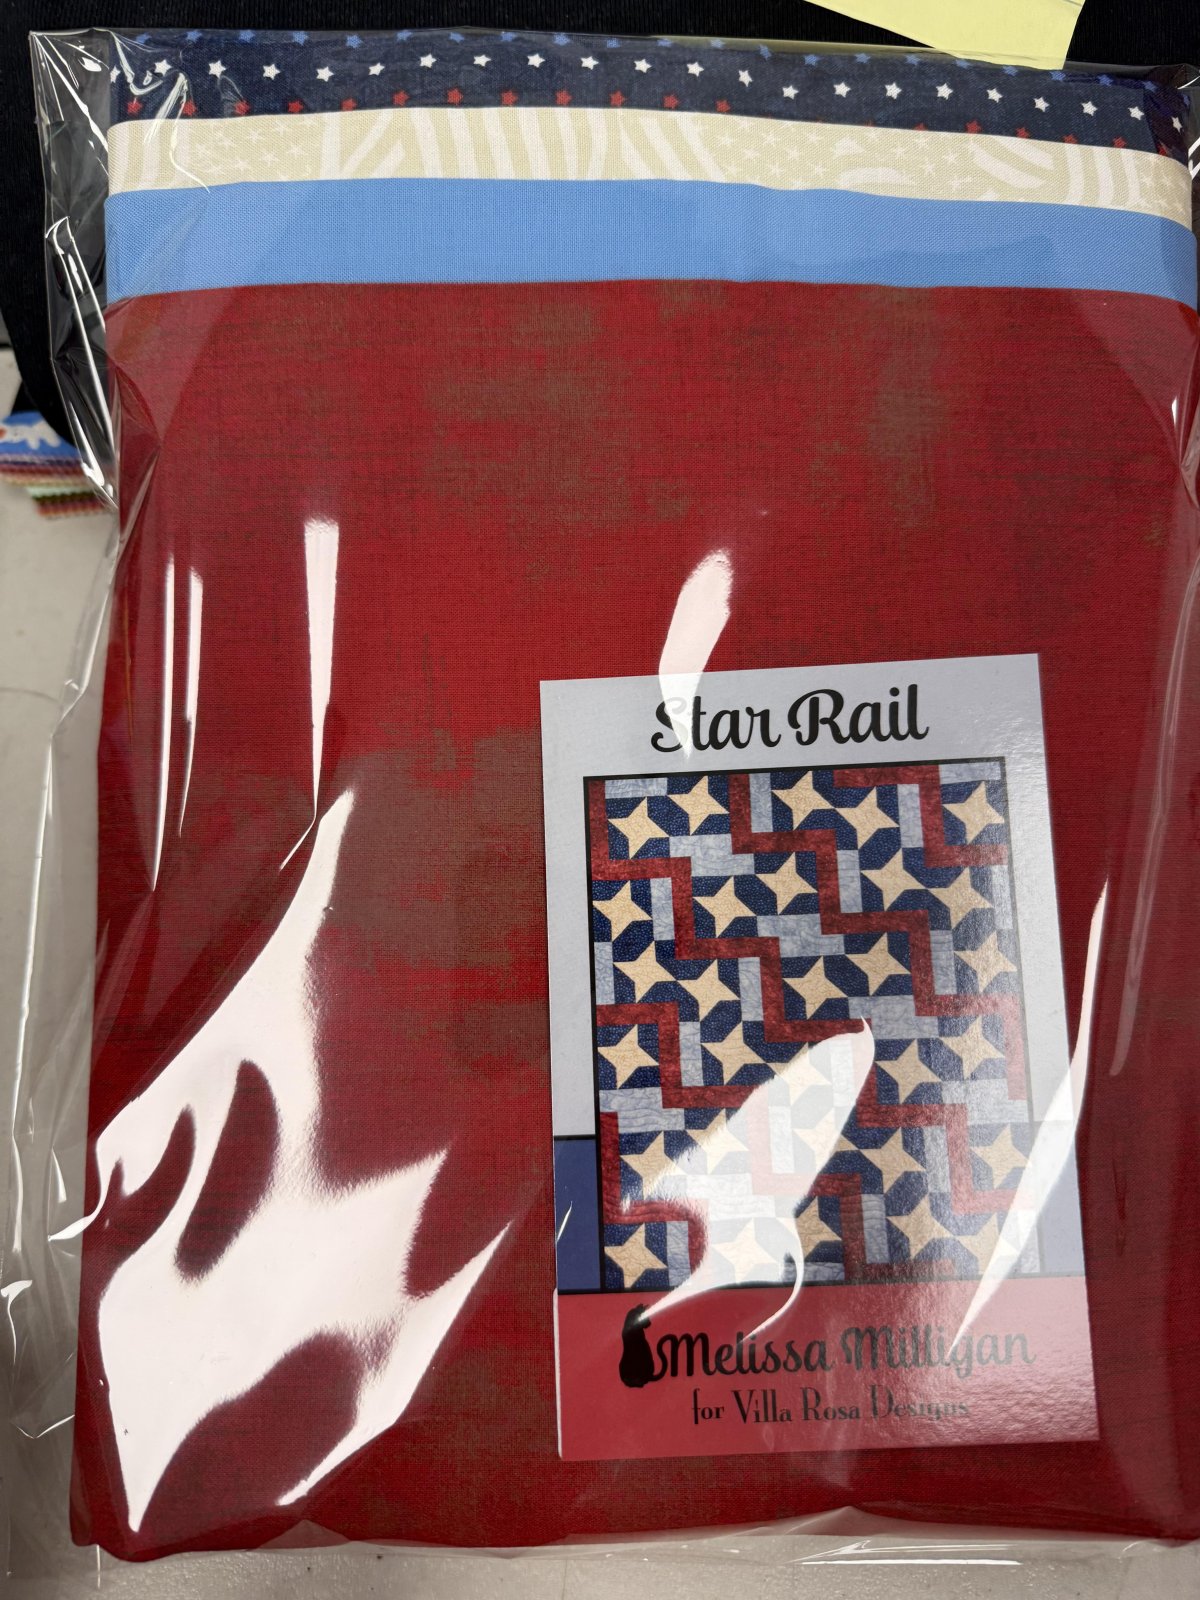 Star Rail
Melissa Milligan
for Villa Rosa Designs